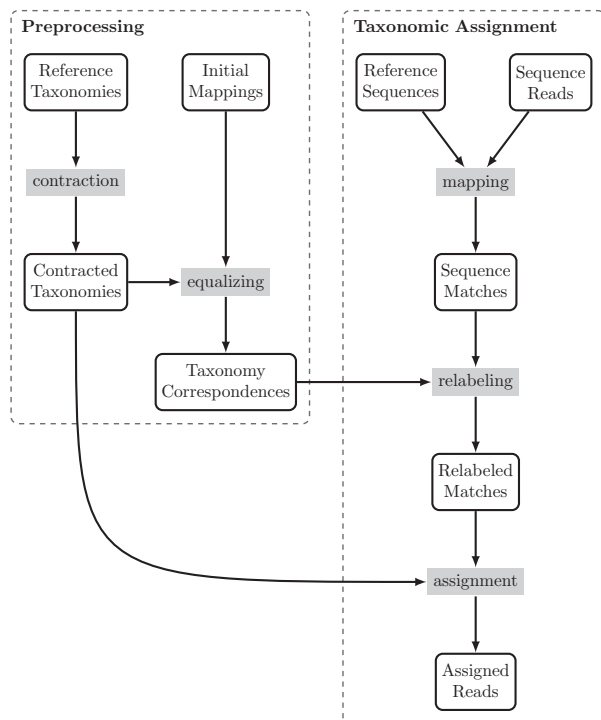 Preprocessing
Reference
Taxonomies
Initial
Mappings
contraction
Contracted
Taxonomies
equalizing
Taxonomy
Correspondences
Taxonomic Assignment
Reference
Sequences
Sequence
Reads
mapping
Sequence
Matches
relabeling
Relabeled
Matches
assignment
Assigned
Reads